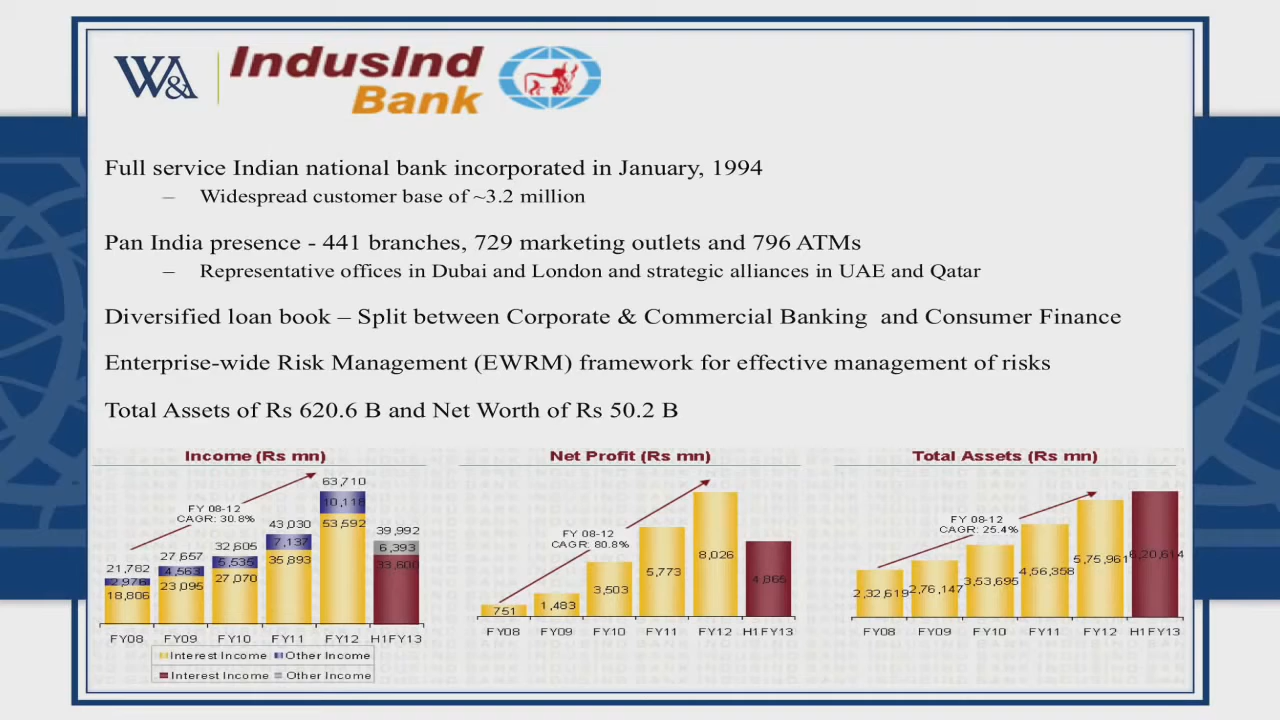 W&A
IndusInd
Bank
Full service Indian national bank incorporated in January, 1994
– Widespread customer base of ~3.2 million
Pan India presence - 441 branches, 729 marketing outlets and 796 ATMs
– Representative offices in Dubai and London and strategic alliances in UAE and Qatar
Diversified loan book – Split between Corporate & Commercial Banking and Consumer Finance
Enterprise-wide Risk Management (EWRM) framework for effective management of risks
Total Assets of Rs 620.6 B and Net Worth of Rs 50.2 B
Income (Rs mn)
FY 08-12
CAGR: 30.8%
21,782
2,976
18,806
27,657
4,563
23,095
32,605
5,535
27,070
43,030
7,137
35,893
63,710
10,118
53,592
39,992
6,393
33,600
FY08 FY09 FY10 FY11 FY12 H1FY13
Interest Income Other Income
Interest Income Other Income
Net Profit (Rs mn)
FY 08-12
CAGR: 80.8%
751
1,483
3,503
5,773
8,026
4,865
FY08 FY09 FY10 FY11 FY12 H1FY13
Total Assets (Rs mn)
FY 08-12
CAGR: 25.4%
2,32,619
2,76,147
3,53,695
4,56,358
5,75,961
6,20,614
FY08 FY09 FY10 FY11 FY12 H1FY13